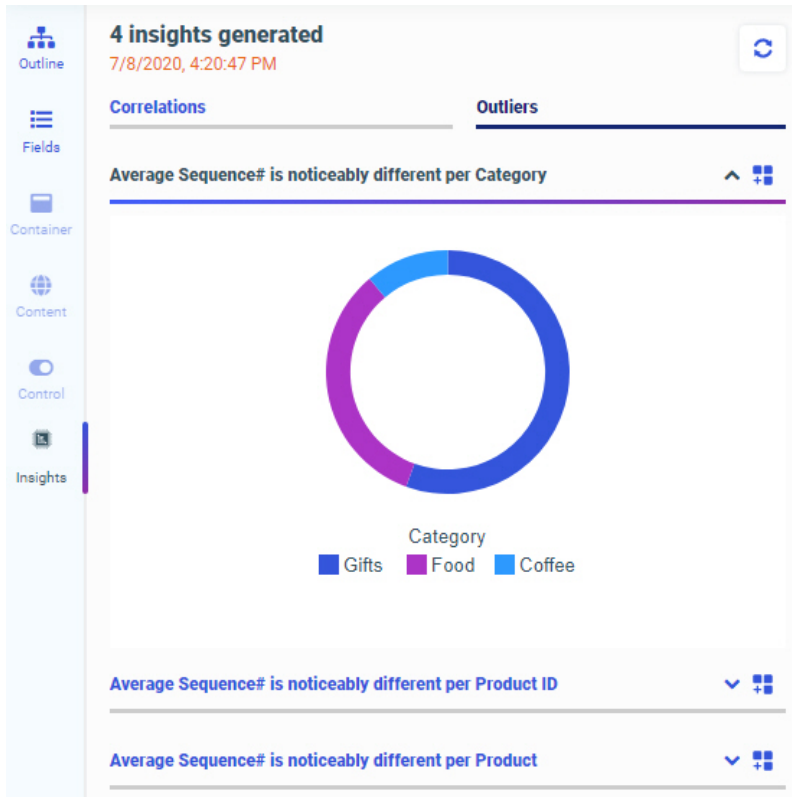 Outline
Fields
Container
Content
Control
Insights
4 insights generated
7/8/2020, 4:20:47 PM
Correlations
Outliers
Average Sequence# is noticeably different per Category
Category
Gifts Food Coffee
Average Sequence# is noticeably different per Product ID
Average Sequence# is noticeably different per Product